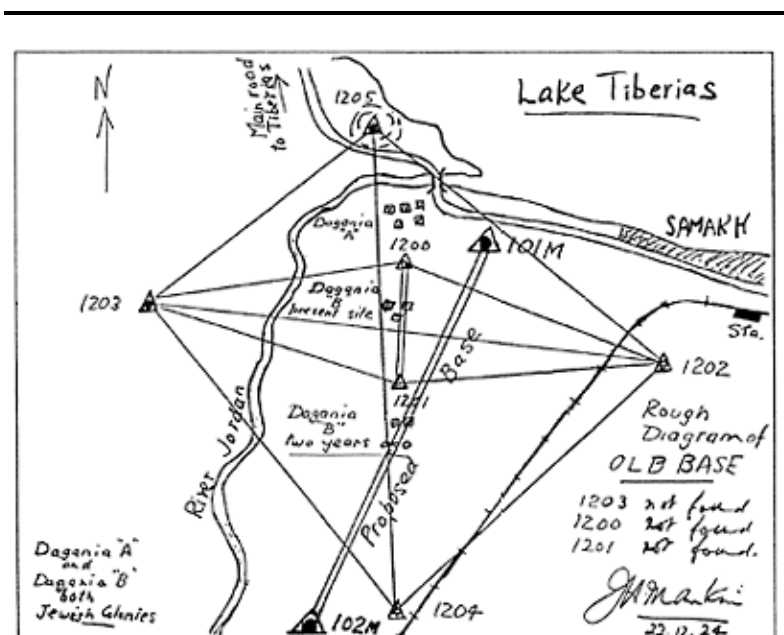 N
Main road
to Tiberias
1205
Lake Tiberias
SAMAKH
Dagania
"A"
1200
101M
1203
Dagania
"B"
present site
Sta.
1202
Base
1201
Dagania
"B"
two years
Rough
Diagram of
OLB BASE
River Jordan
Proposed
1203 not found
1200 not found
1201 not found.
Dagania "A"
and
Dagania "B"
both
Jewish Colonies
102M
1204
22.12.24